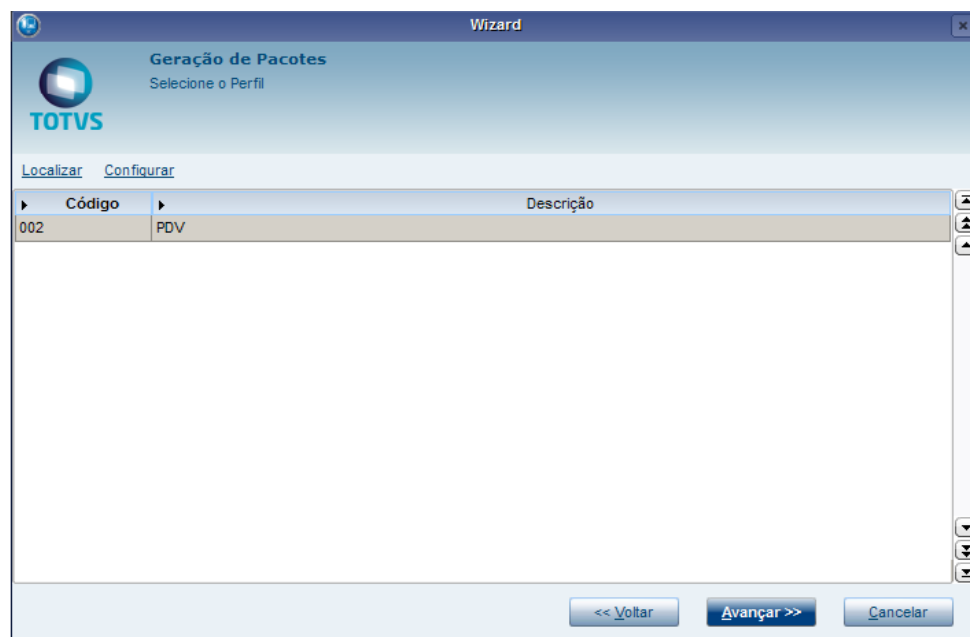 Wizard
Geração de Pacotes
Selecione o Perfil
TOTVS
Localizar Configurar
Código Descrição
002 PDV
<< Voltar Avançar >> Cancelar